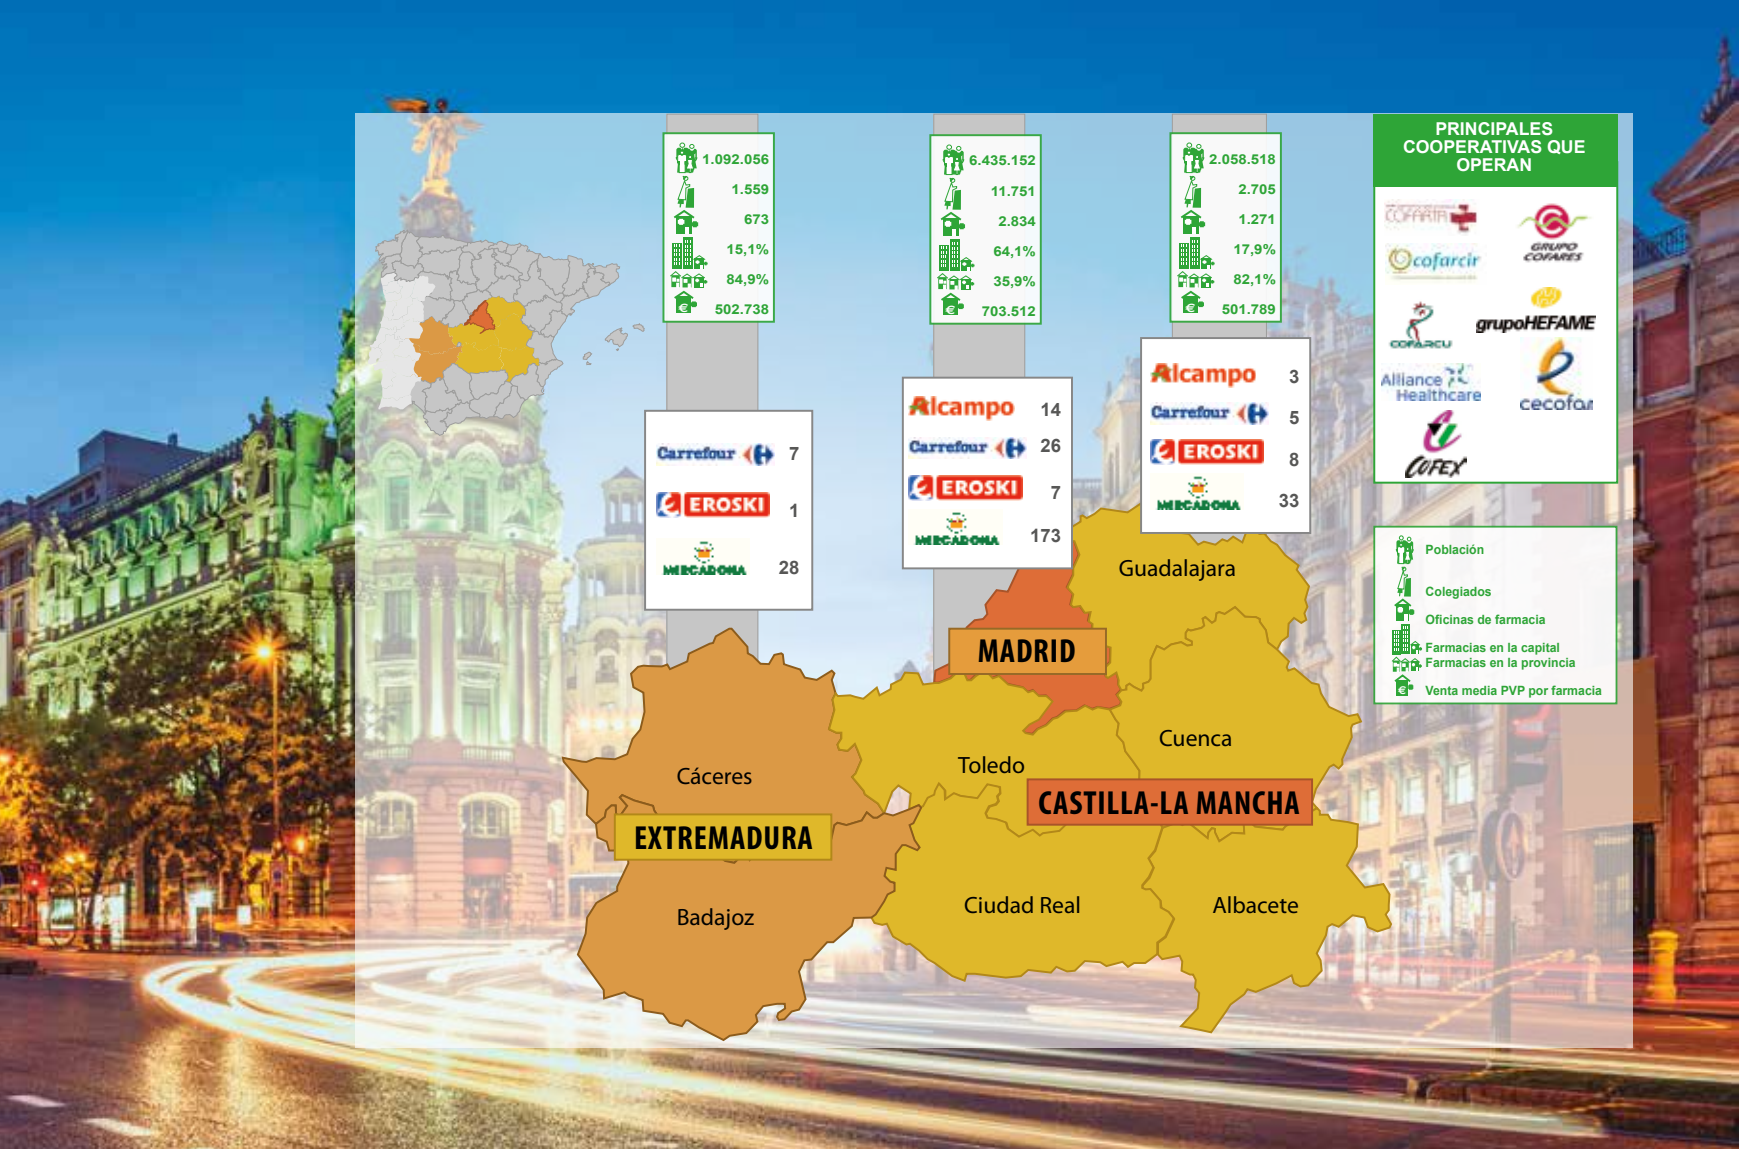 1.092.056
1.559
673
15,1%
84,9%
502.738
6.435.152
11.751
2.834
64,1%
35,9%
703.512
2.058.518
2.705
1.271
17,9%
82,1%
501.789
PRINCIPALES
COOPERATIVAS QUE
OPERAN
COFARTA
GRUPO
COFARES
cofarcir
grupoHEFAME
COFARCU
Alliance
Healthcare
cecofar
COFEX
Carrefour 7
EROSKI 1
MERCADONA 28
Alcampo 14
Carrefour 26
EROSKI 7
MERCADONA 173
Alcampo 3
Carrefour 5
EROSKI 8
MERCADONA 33
Población
Colegiados
Oficinas de farmacia
Farmacias en la capital
Farmacias en la provincia
Venta media PVP por farmacia
Guadalajara
MADRID
Cuenca
Toledo
Cáceres
CASTILLA-LA MANCHA
EXTREMADURA
Ciudad Real
Albacete
Badajoz